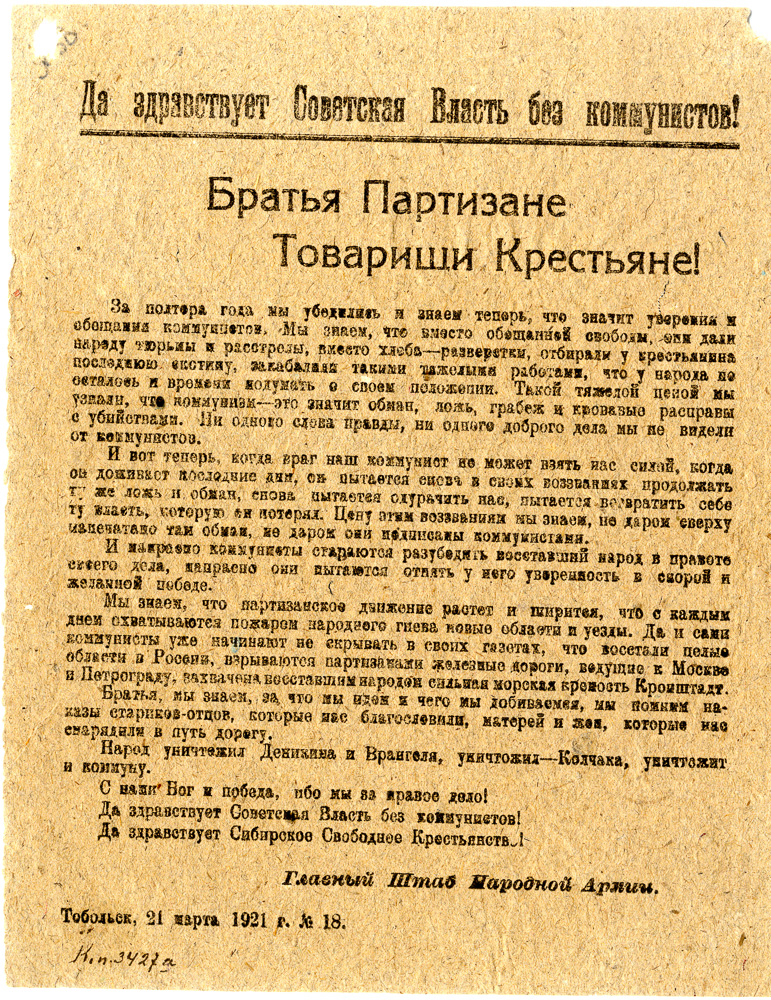 Да здравствует Советская Власть без коммунистов!
Братья Партизане
Товарищи Крестьяне!
За полтора года мы убедились и знаем теперь, что значит уверения и
обещания коммунистов. Мы знаем, что вместо обещанной свободы, они дали
народу тюрьмы и расстрелы, вместо хлеба—разверстки, отбирали у крестьянина
последнюю скотину, закабалили такими тяжелыми работами, что у народа не
осталось и времени подумать о своем положении. Такой тяжелой ценой мы
узнали, что коммунизм—это значит обман, ложь, грабеж и кровавые расправы
с убийствами. Ни одного слова правды, ни одного доброго дела мы не видели
от коммунистов.
И вот теперь, когда враг наш коммунист не может взять нас силой, когда
он доживает последние дни, он пытается снова в своих воззваниях продолжать
ту же ложь и обман, снова пытается одурачить нас, пытается возвратить себе
ту власть, которую он потерял. Цену этим воззваниям мы знаем, не даром сверху
напечатано там обман, не даром они подписаны коммунистами.
И напрасно коммунисты стараются разубедить восставший народ в правоте
своего дела, напрасно они пытаются отнять у него уверенность в скорой и
желанной победе.
Мы знаем, что партизанское движение растет и ширится, что с каждым
днем охватываются пожаром народного гнева новые области и уезды. Да и сами
коммунисты уже начинают не скрывать в своих газетах, что восстали целые
области в России, взрываются партизанами железные дороги, ведущие к Москве
и Петрограду, захвачена восставшим народом сильная морская крепость Кронштадт.
Братья, мы знаем, за что мы идем и чего мы добиваемся, мы помним на-
казы стариков-отцов, которые нас благословили, матерей и жен, которые нас
снарядили в путь дорогу.
Народ уничтожил Деникина и Врангеля, уничтожил—Колчака, уничтожит
и коммуну.
С нами Бог и победа, ибо мы за правое дело!
Да здравствует Советская Власть без коммунистов!
Да здравствует Сибирское Свободное Крестьянство!
Главный Штаб Народной Армии.
Тобольск, 21 марта 1921 г. № 18.
К.п.3427а